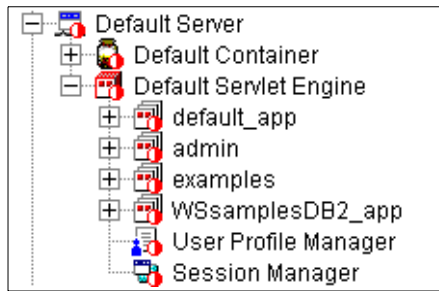 Default Server
Default Container
Default Servlet Engine
default_app
admin
examples
WSsamplesDB2_app
User Profile Manager
Session Manager